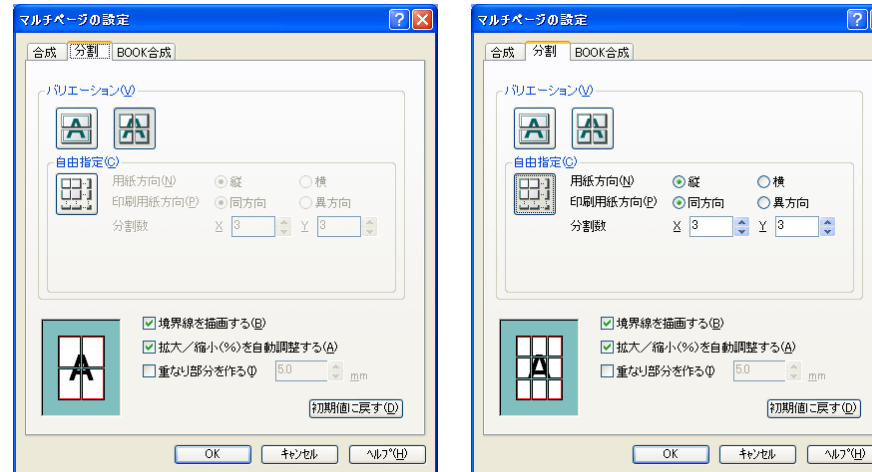 マルチページの設定
合成 分割 BOOK合成
バリエーション(V)
自由指定(C)
用紙方向(N) 縦 横
印刷用紙方向(P) 同方向 異方向
分割数 X 3 Y 3
境界線を描画する(B)
拡大／縮小(%)を自動調整する(A)
重なり部分を作る(I) 5.0 mm
初期値に戻す(D)
OK キャンセル ヘルプ(H)
マルチページの設定
合成 分割 BOOK合成
バリエーション(V)
自由指定(C)
用紙方向(N) 縦 横
印刷用紙方向(P) 同方向 異方向
分割数 X 3 Y 3
境界線を描画する(B)
拡大／縮小(%)を自動調整する(A)
重なり部分を作る(I) 5.0 mm
初期値に戻す(D)
OK キャンセル ヘルプ(H)